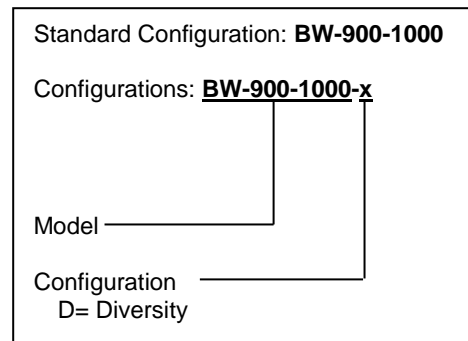 Standard Configuration: BW-900-1000
Configurations: BW-900-1000-x
Model
Configuration
D= Diversity